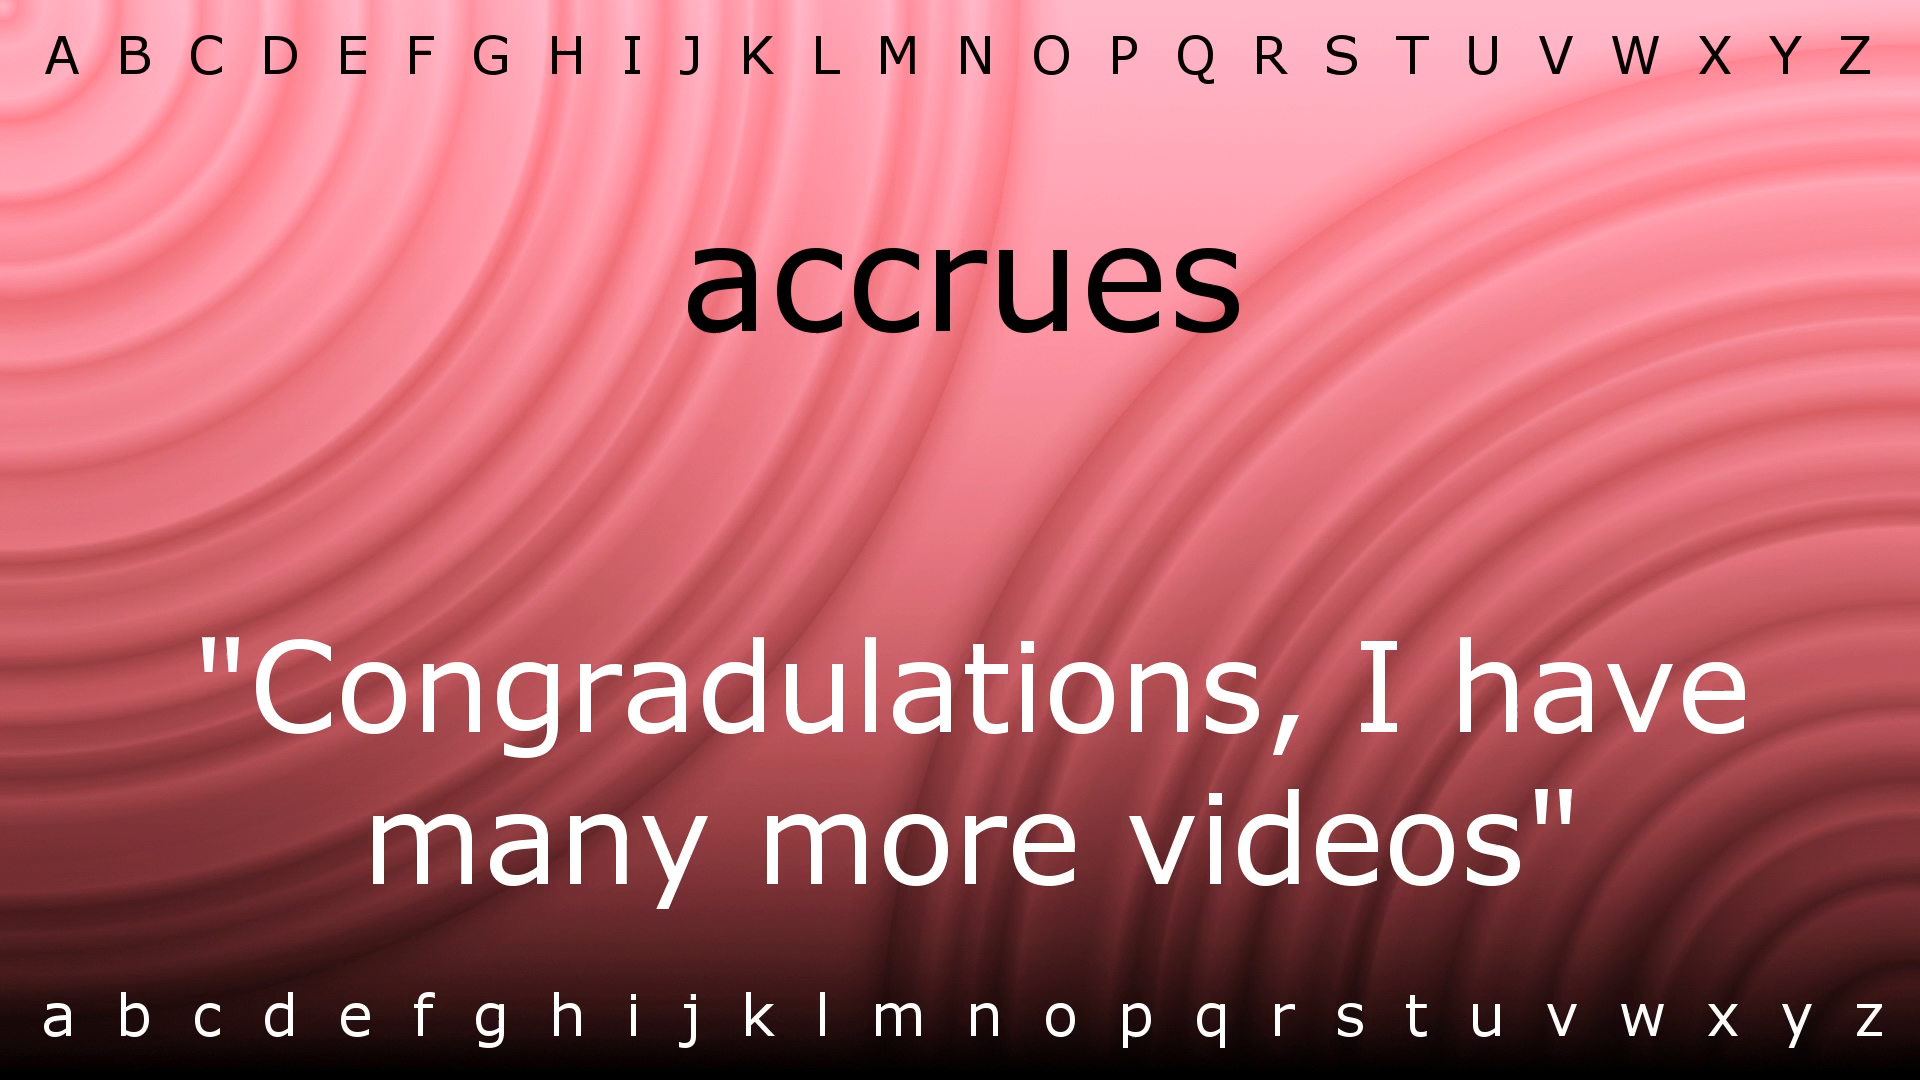 A B C D E F G H I J K L M N O P Q R S T U V W X Y Z
accrues
"Congradulations, I have
many more videos"
a b c d e f g h i j k l m n o p q r s t u v w x y z